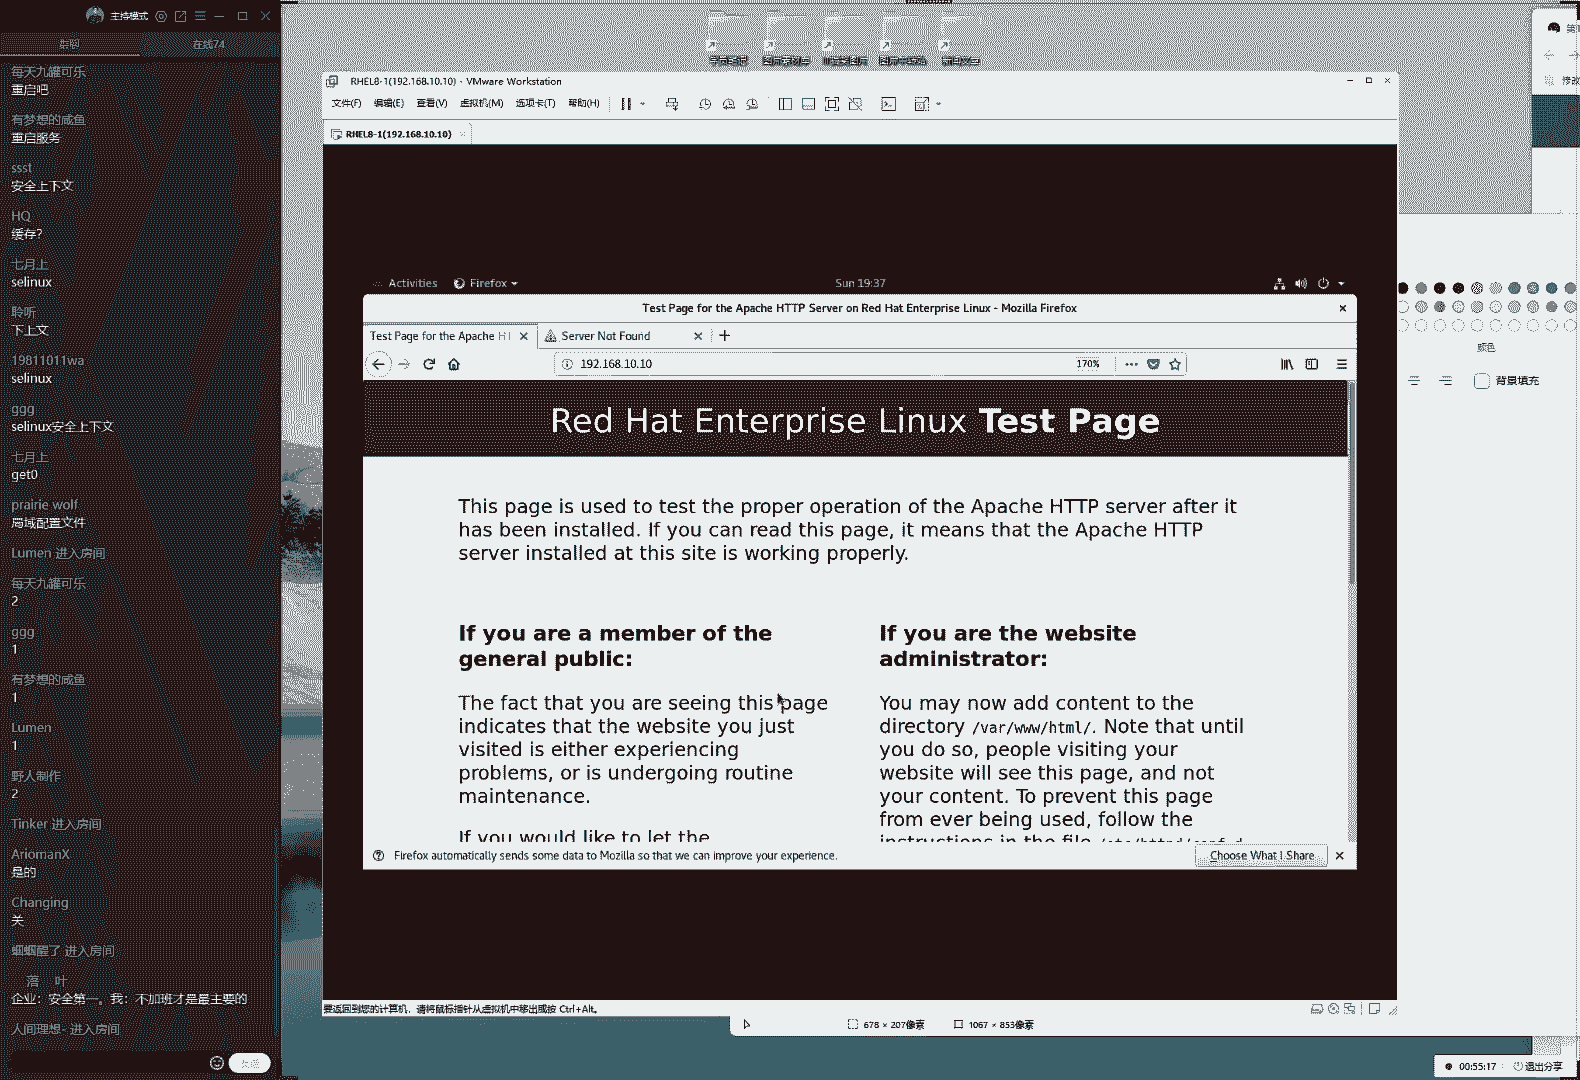 主持模式
在线74
每天九罐可乐
重启吧
有梦想的咸鱼
重启服务
ssst
安全上下文
HQ
缓存?
七月上
selinux
聆听
下上文
19811011wa
selinux
ggg
selinux安全上下文
七月上
get0
prairie wolf
局域配置文件
Lumen 进入房间
每天九罐可乐
2
ggg
1
有梦想的咸鱼
1
Lumen
1
野人制作
2
Tinker 进入房间
AriomanX
是的
Changing
关
蝈蝈醒了 进入房间
落 叶
企业：安全第一。我：不加班才是最主要的
人间理想- 进入房间
发送
RHEL8-1(192.168.10.10) - VMware Workstation
文件(F) 编辑(E) 查看(V) 虚拟机(M) 选项卡(T) 帮助(H)
RHEL8-1(192.168.10.10)
Activities Firefox
Sun 19:37
Test Page for the Apache HTTP Server on Red Hat Enterprise Linux - Mozilla Firefox
Test Page for the Apache HT
Server Not Found
192.168.10.10
170%
Red Hat Enterprise Linux Test Page
This page is used to test the proper operation of the Apache HTTP server after it
has been installed. If you can read this page, it means that the Apache HTTP
server installed at this site is working properly.
If you are a member of the
general public:
The fact that you are seeing this page
indicates that the website you just
visited is either experiencing
problems, or is undergoing routine
maintenance.
If you would like to let the
If you are the website
administrator:
You may now add content to the
directory /var/www/html/. Note that until
you do so, people visiting your
website will see this page, and not
your content. To prevent this page
from ever being used, follow the
instructions in the file
Firefox automatically sends some data to Mozilla so that we can improve your experience.
Choose What I Share
要返回到您的计算机，请将鼠标指针从虚拟机中移出或按 Ctrl+Alt。
678 × 207像素
1067 × 853像素
颜色
背景填充
00:55:17
退出分享